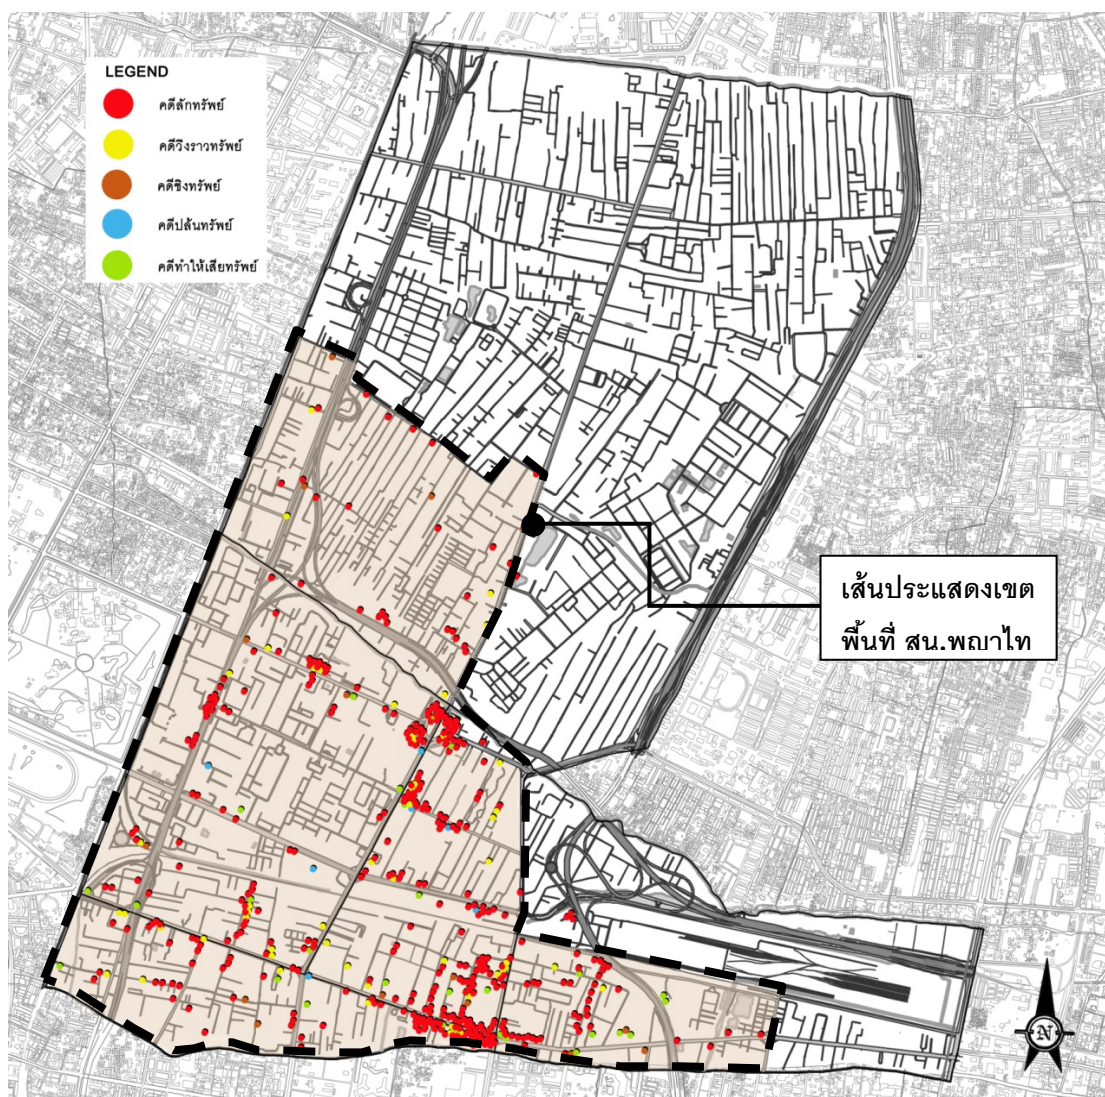 LEGEND
คดีลักทรัพย์
คดีวิ่งราวทรัพย์
คดีชิงทรัพย์
คดีปล้นทรัพย์
คดีทำให้เสียทรัพย์
เส้นประแสดงเขต
พื้นที่ สน.พญาไท
N